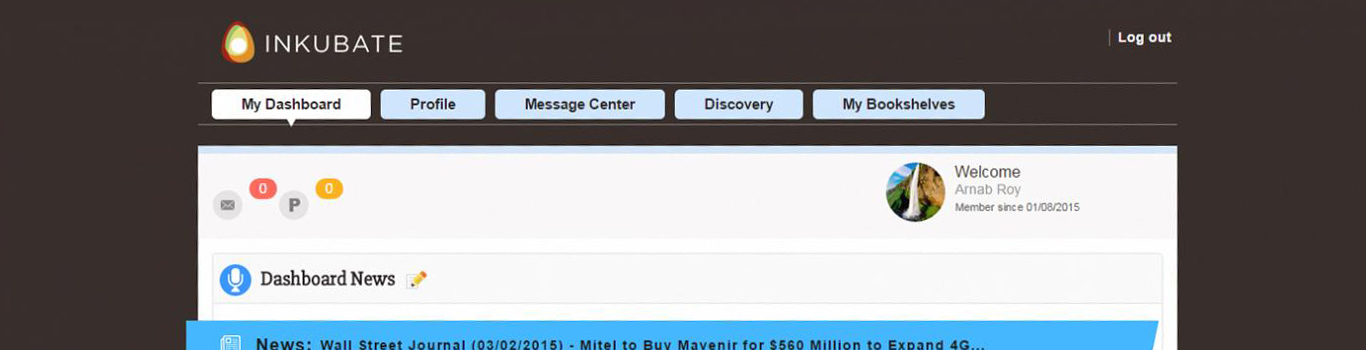 INKUBATE
Log out
My Dashboard Profile Message Center Discovery My Bookshelves
0 0
P
Welcome
Arnab Roy
Member since 01/08/2015
Dashboard News
News: Wall Street Journal (03/02/2015) - Mitel to Buy Mavenir for $560 Million to Expand 4G...